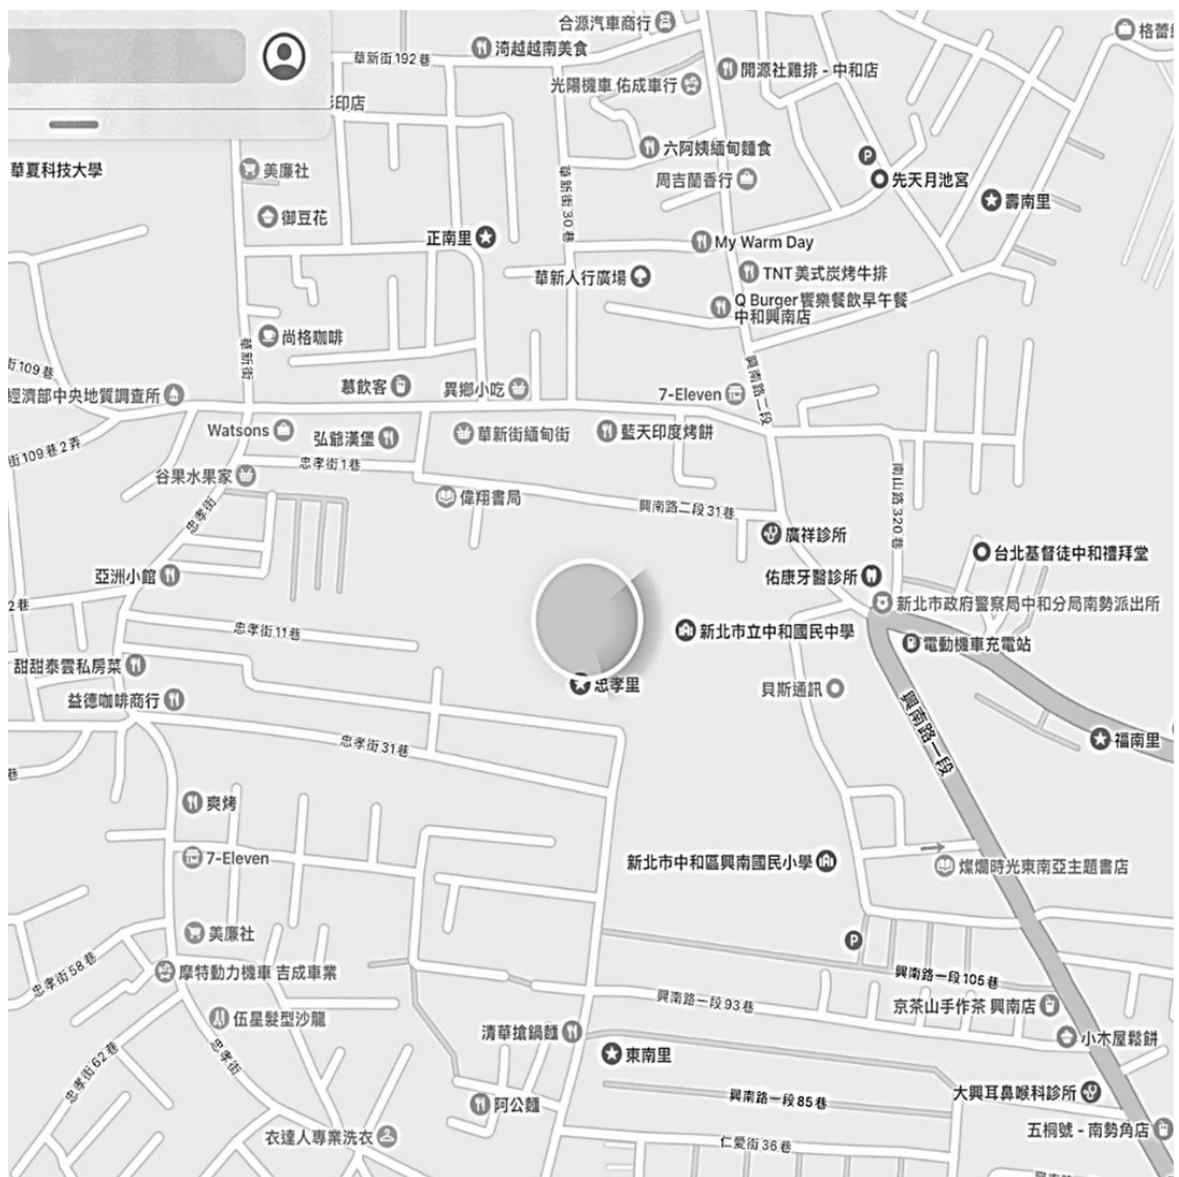 合源汽車商行
格蕾
湳越越南美食
華新街192巷
開源社雞排 - 中和店
光陽機車 佑成車行
影印店
六阿姨緬甸麵食
華夏科技大學
美廉社
周吉蘭香行
先天月池宮
壽南里
華新街30巷
御豆花
正南里
My Warm Day
華新人行廣場
TNT 美式炭烤牛排
Q Burger 饗樂餐飲早午餐
中和興南店
尚格咖啡
華新街
街109巷
經濟部中央地質調查所
慕飲客
異鄉小吃
7-Eleven
興南路二段
Watsons
弘爺漢堡
華新街緬甸街
藍天印度烤餅
街109巷2弄
谷果水果家
忠孝街1巷
南山路320巷
忠孝街
偉翔書局
興南路二段31巷
廣祥診所
台北基督徒中和禮拜堂
亞洲小館
佑康牙醫診所
2巷
新北市政府警察局中和分局南勢派出所
忠孝街11巷
新北市立中和國民中學
電動機車充電站
甜甜泰雲私房菜
忠孝里
貝斯通訊
益德咖啡商行
興南路一段
福南里
忠孝街31巷
巷
爽烤
7-Eleven
新北市中和區興南國民小學
燦爛時光東南亞主題書店
美廉社
忠孝街58巷
摩特動力機車 吉成車業
興南路一段105巷
興南路一段93巷
京茶山手作茶 興南店
伍星髮型沙龍
清華搶鍋麵
小木屋鬆餅
忠孝街
東南里
忠孝街62巷
興南路一段85巷
大興耳鼻喉科診所
阿公麵
衣達人專業洗衣
仁愛街36巷
五桐號 - 南勢角店